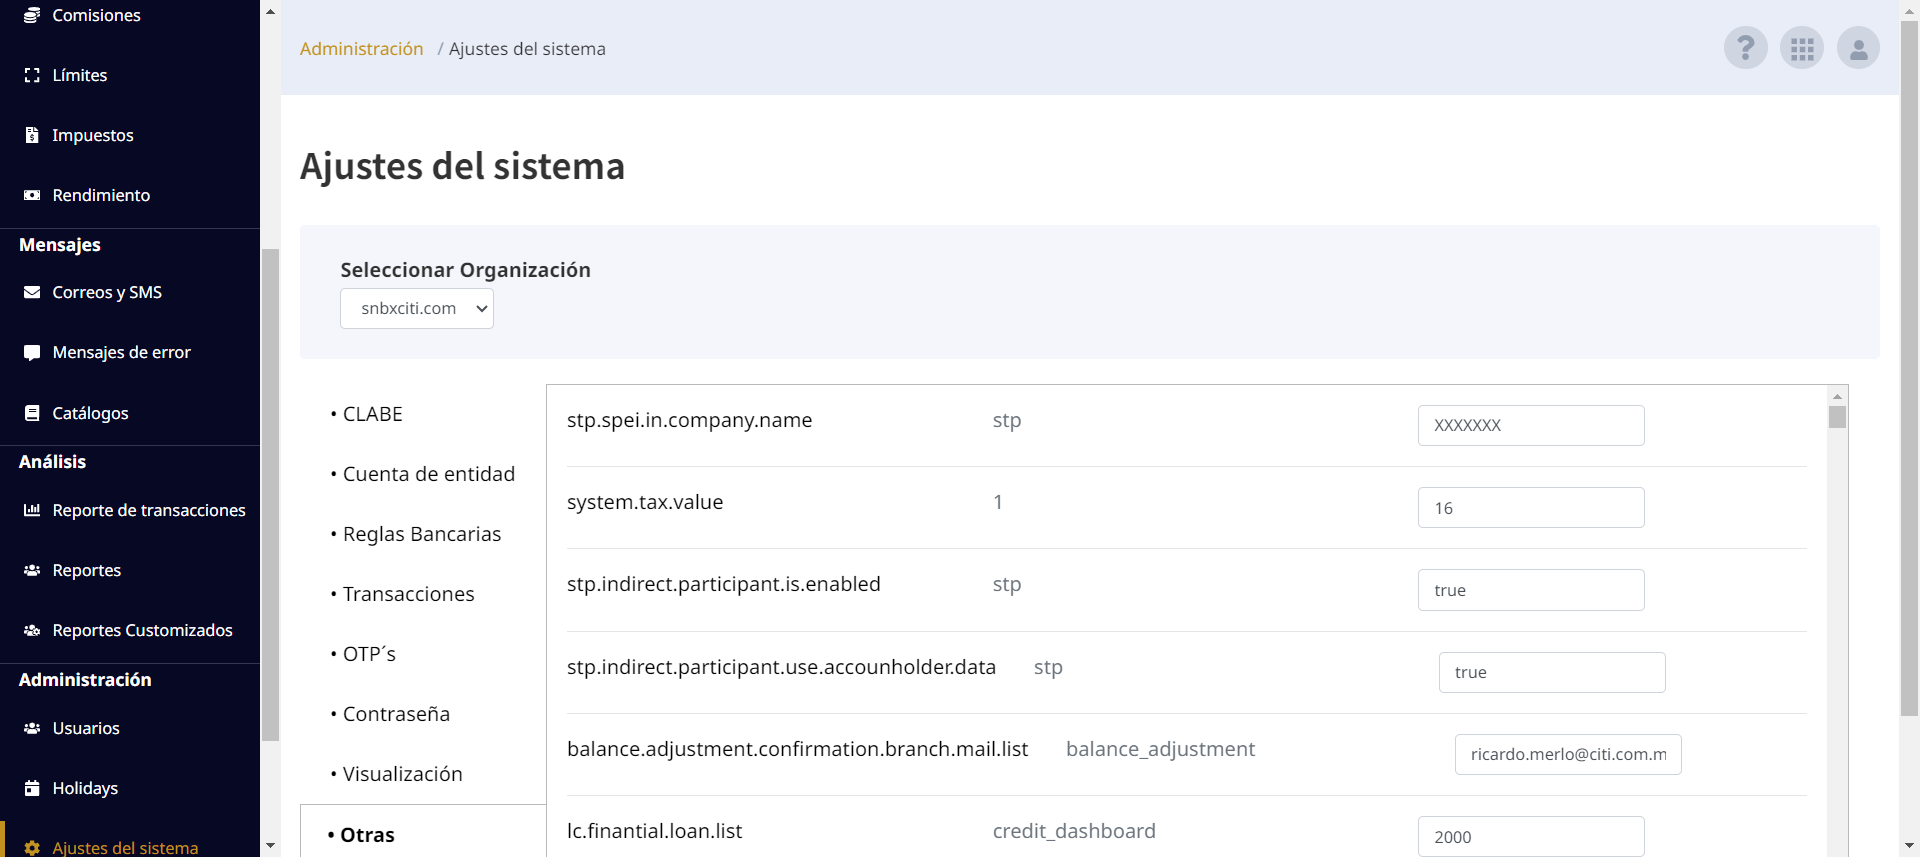 Comisiones
Límites
Impuestos
Rendimiento
Mensajes
Correos y SMS
Mensajes de error
Catálogos
Análisis
Reporte de transacciones
Reportes
Reportes Customizados
Administración
Usuarios
Holidays
Ajustes del sistema
Administración / Ajustes del sistema
?
Ajustes del sistema
Seleccionar Organización
snbxciti.com
• CLABE
• Cuenta de entidad
• Reglas Bancarias
• Transacciones
• OTP´s
• Contraseña
• Visualización
• Otras
stp.spei.in.company.name stp XXXXXXX
system.tax.value 1 16
stp.indirect.participant.is.enabled stp true
stp.indirect.participant.use.accounholder.data stp true
balance.adjustment.confirmation.branch.mail.list balance_adjustment ricardo.merlo@citi.com.m
lc.finantial.loan.list credit_dashboard 2000